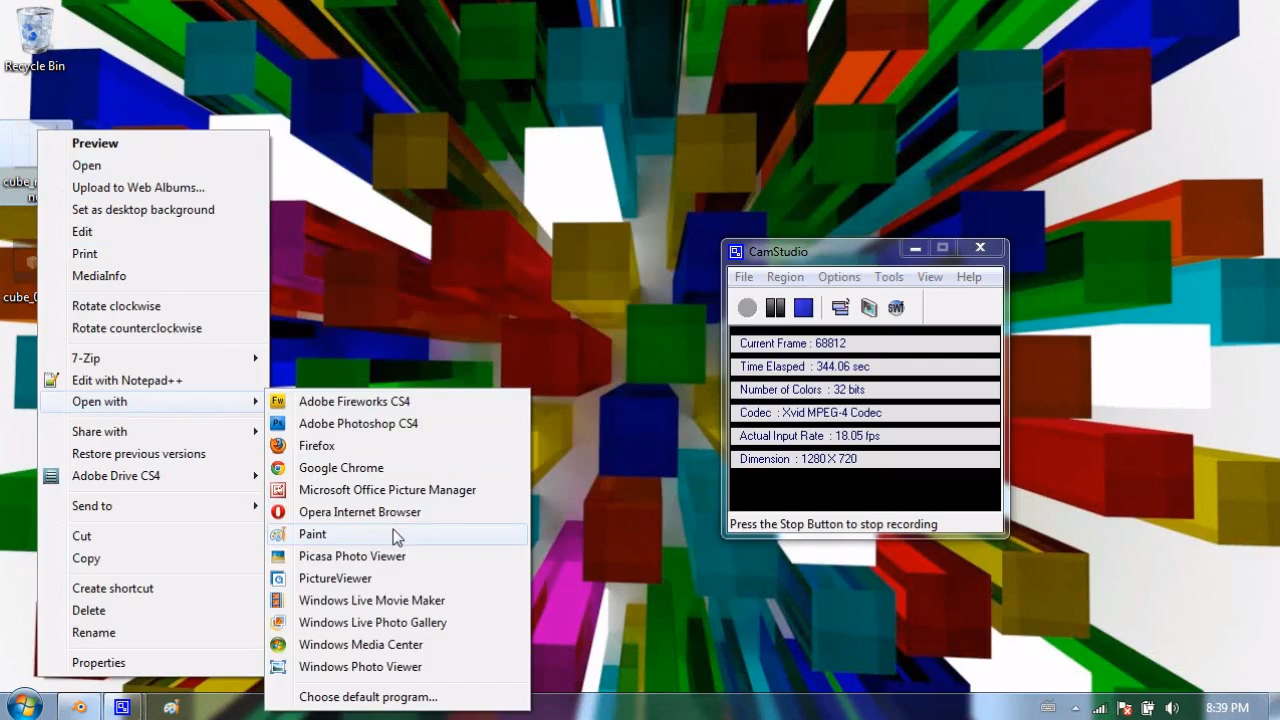 Recycle Bin
Preview
Open
Upload to Web Albums...
Set as desktop background
Edit
Print
MediaInfo
Rotate clockwise
Rotate counterclockwise
7-Zip
Edit with Notepad++
Open with
Share with
Restore previous versions
Adobe Drive CS4
Send to
Cut
Copy
Create shortcut
Delete
Rename
Properties
Fw Adobe Fireworks CS4
Ps Adobe Photoshop CS4
Firefox
Google Chrome
Microsoft Office Picture Manager
Opera Internet Browser
Paint
Picasa Photo Viewer
PictureViewer
Windows Live Movie Maker
Windows Live Photo Gallery
Windows Media Center
Windows Photo Viewer
Choose default program...
CamStudio
File Region Options Tools View Help
SWF
Current Frame : 68812
Time Elasped : 344.06 sec
Number of Colors : 32 bits
Codec : Xvid MPEG-4 Codec
Actual Input Rate : 18.05 fps
Dimension : 1280 X 720
Press the Stop Button to stop recording
8:39 PM